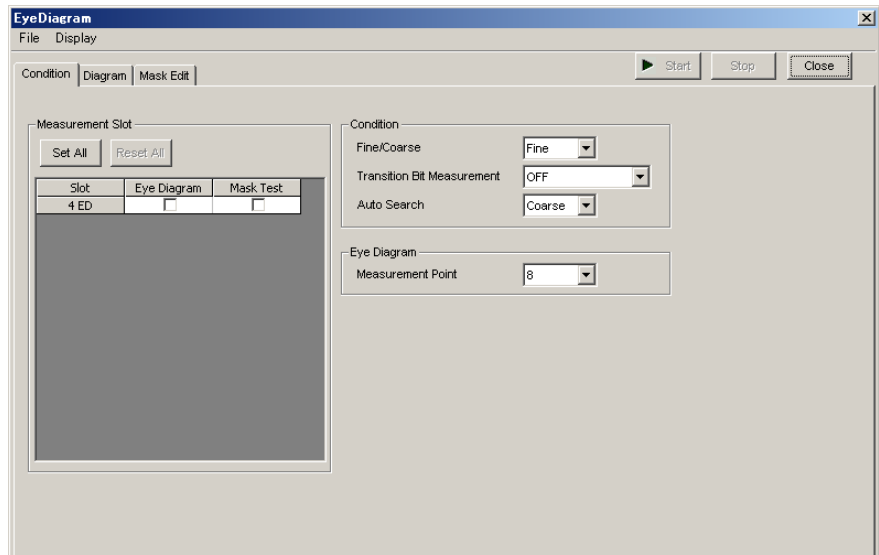 EyeDiagram
File Display
Start Stop Close
Condition Diagram Mask Edit
Measurement Slot
Set All Reset All
Slot Eye Diagram Mask Test
4 ED
Condition
Fine/Coarse Fine
Transition Bit Measurement OFF
Auto Search Coarse
Eye Diagram
Measurement Point 8